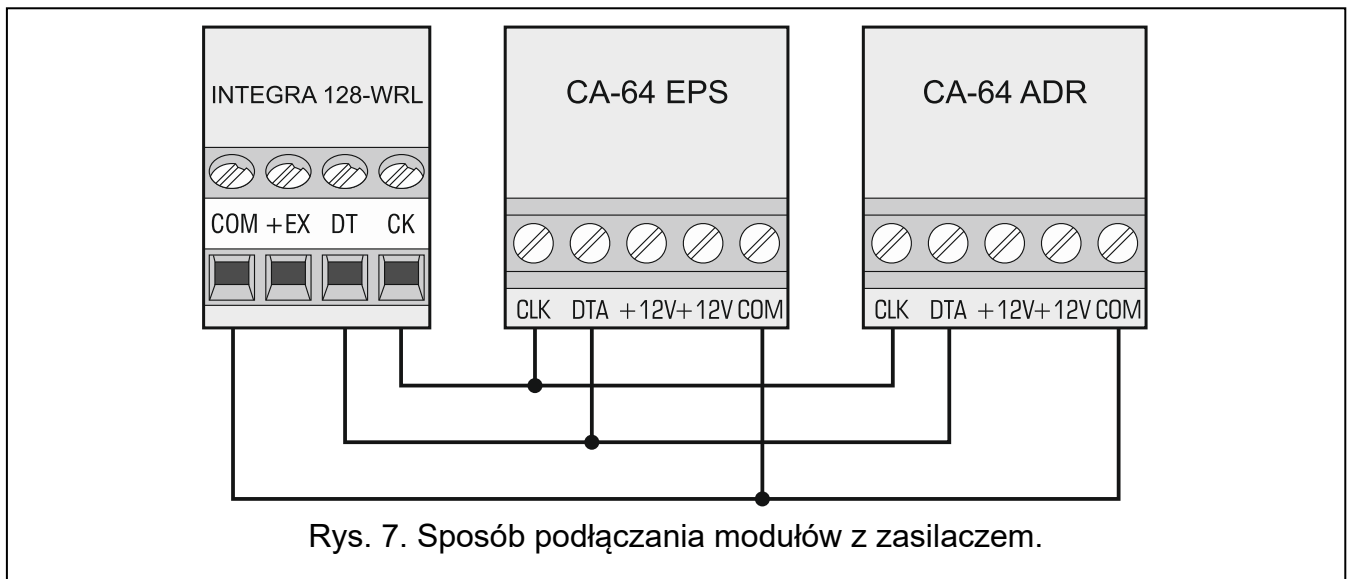 INTEGRA 128-WRL
COM +EX DT CK
CA-64 EPS
CLK DTA +12V+12V COM
CA-64 ADR
CLK DTA +12V+12V COM
Rys. 7. Sposób podłączania modułów z zasilaczem.